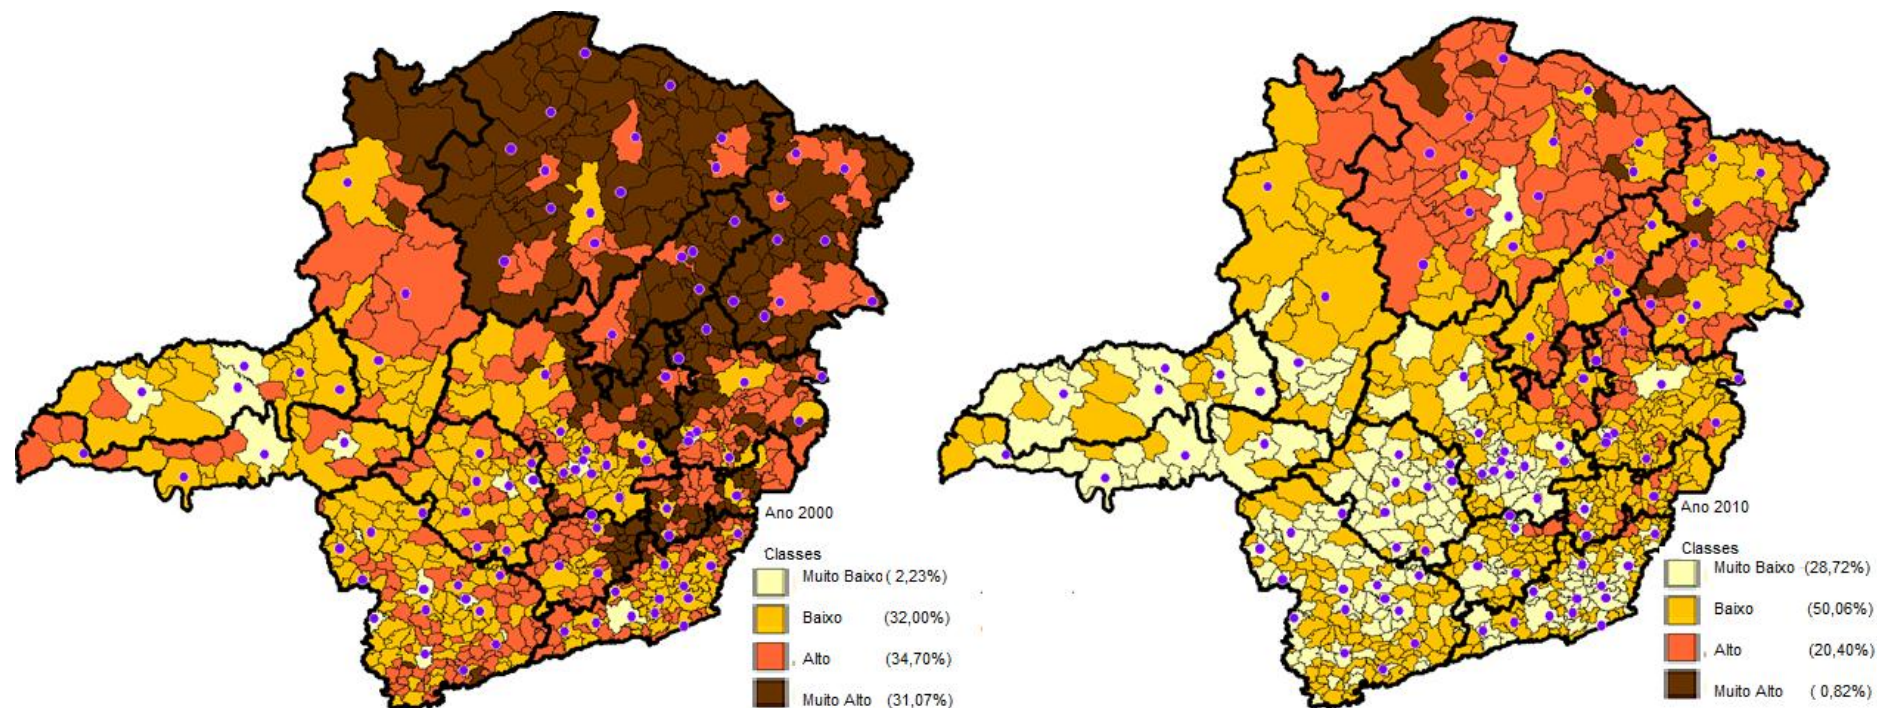 Ano 2000
Classes
Muito Baixo ( 2,23%)
Baixo (32,00%)
Alto (34,70%)
Muito Alto (31,07%)
Ano 2010
Classes
Muito Baixo (28,72%)
Baixo (50,06%)
Alto (20,40%)
Muito Alto ( 0,82%)